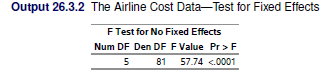 Output 26.3.2 The Airline Cost Data—Test for Fixed Effects
F Test for No Fixed Effects
Num DF Den DF F Value Pr > F
5 81 57.74 <.0001